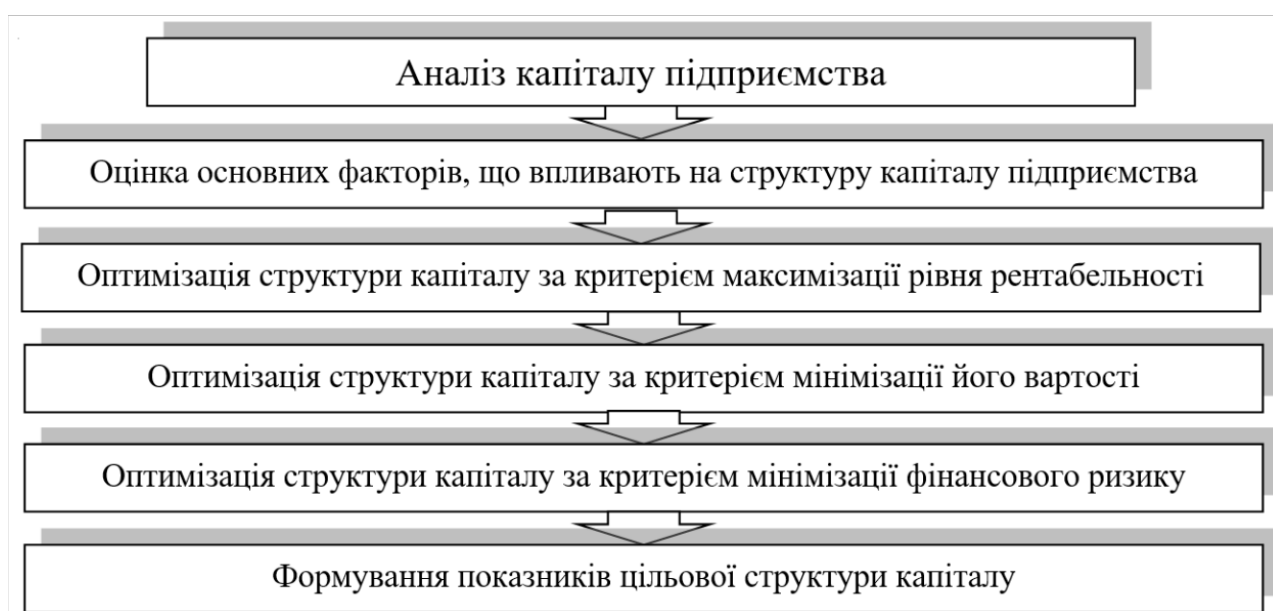 Аналіз капіталу підприємства
Оцінка основних факторів, що впливають на структуру капіталу підприємства
Оптимізація структури капіталу за критерієм максимізації рівня рентабельності
Оптимізація структури капіталу за критерієм мінімізації його вартості
Оптимізація структури капіталу за критерієм мінімізації фінансового ризику
Формування показників цільової структури капіталу